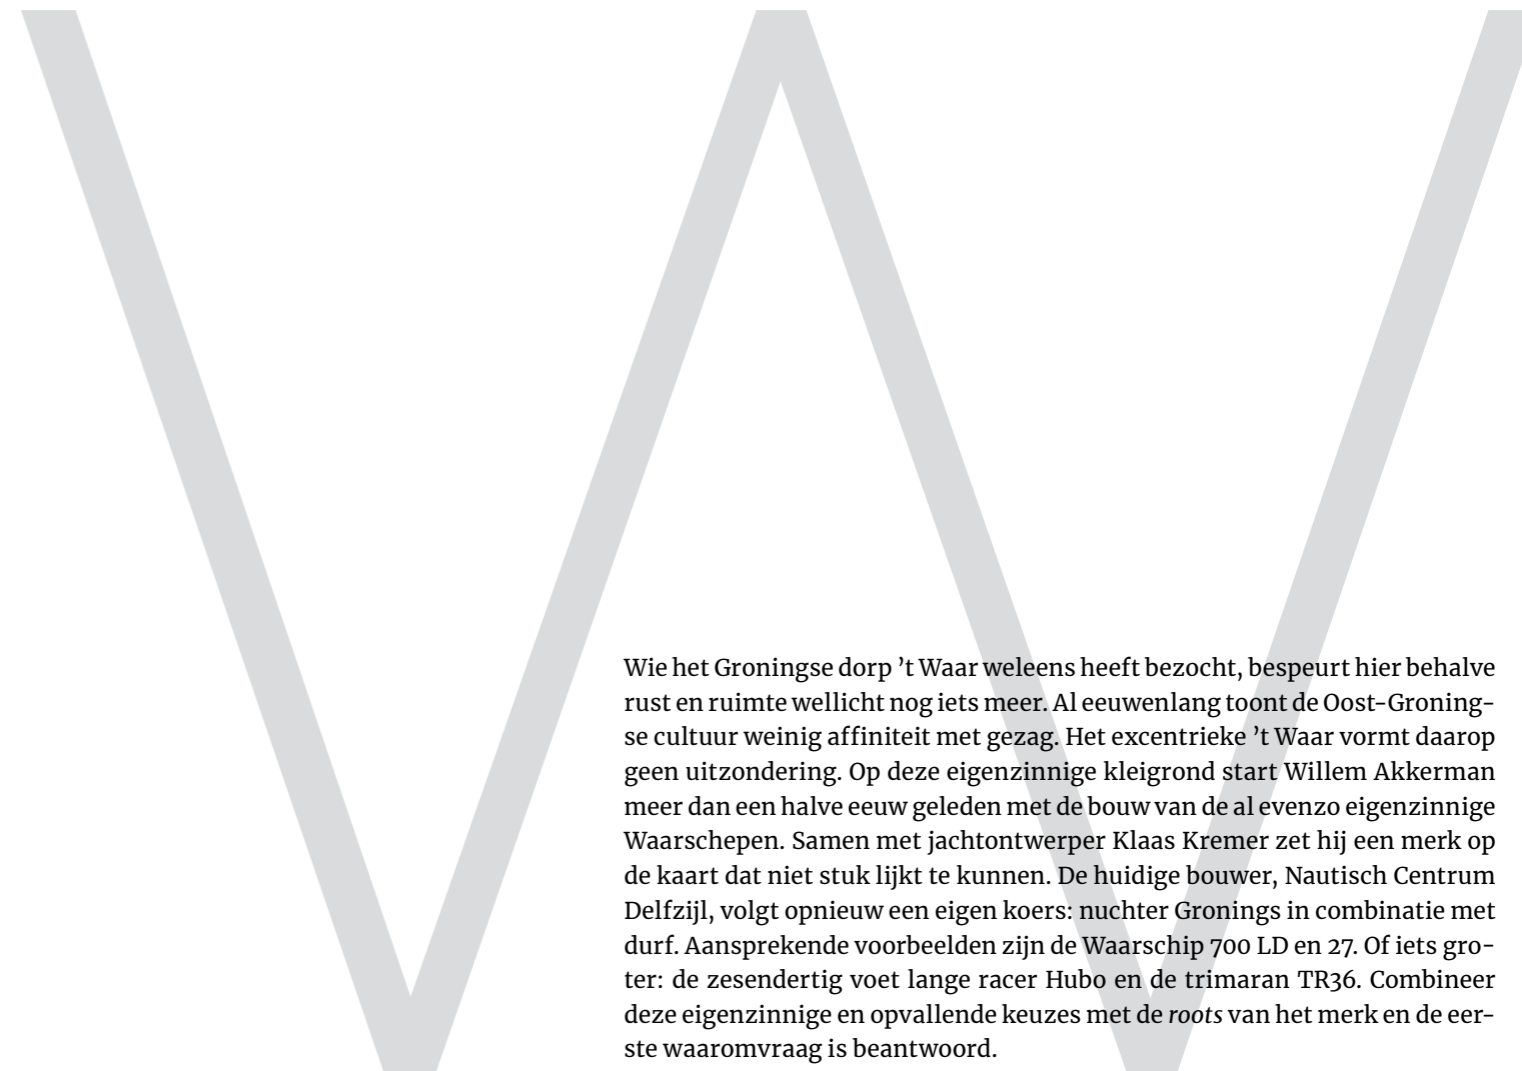 W
Wie het Groningse dorp ’t Waar weleens heeft bezocht, bespeurt hier behalve
rust en ruimte wellicht nog iets meer. Al eeuwenlang toont de Oost-Groning-
se cultuur weinig affiniteit met gezag. Het excentrieke ’t Waar vormt daarop
geen uitzondering. Op deze eigenzinnige kleigrond start Willem Akkerman
meer dan een halve eeuw geleden met de bouw van de al evenzo eigenzinnige
Waarschepen. Samen met jachtontwerper Klaas Kremer zet hij een merk op
de kaart dat niet stuk lijkt te kunnen. De huidige bouwer, Nautisch Centrum
Delfzijl, volgt opnieuw een eigen koers: nuchter Gronings in combinatie met
durf. Aansprekende voorbeelden zijn de Waarschip 700 LD en 27. Of iets gro-
ter: de zesendertig voet lange racer Hubo en de trimaran TR36. Combineer
deze eigenzinnige en opvallende keuzes met de roots van het merk en de eer-
ste waaromvraag is beantwoord.